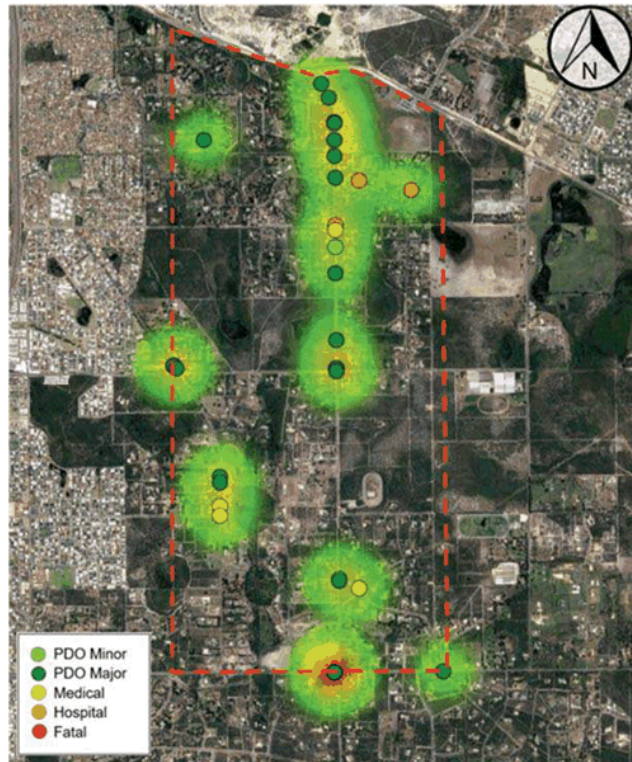 N
PDO Minor
PDO Major
Medical
Hospital
Fatal